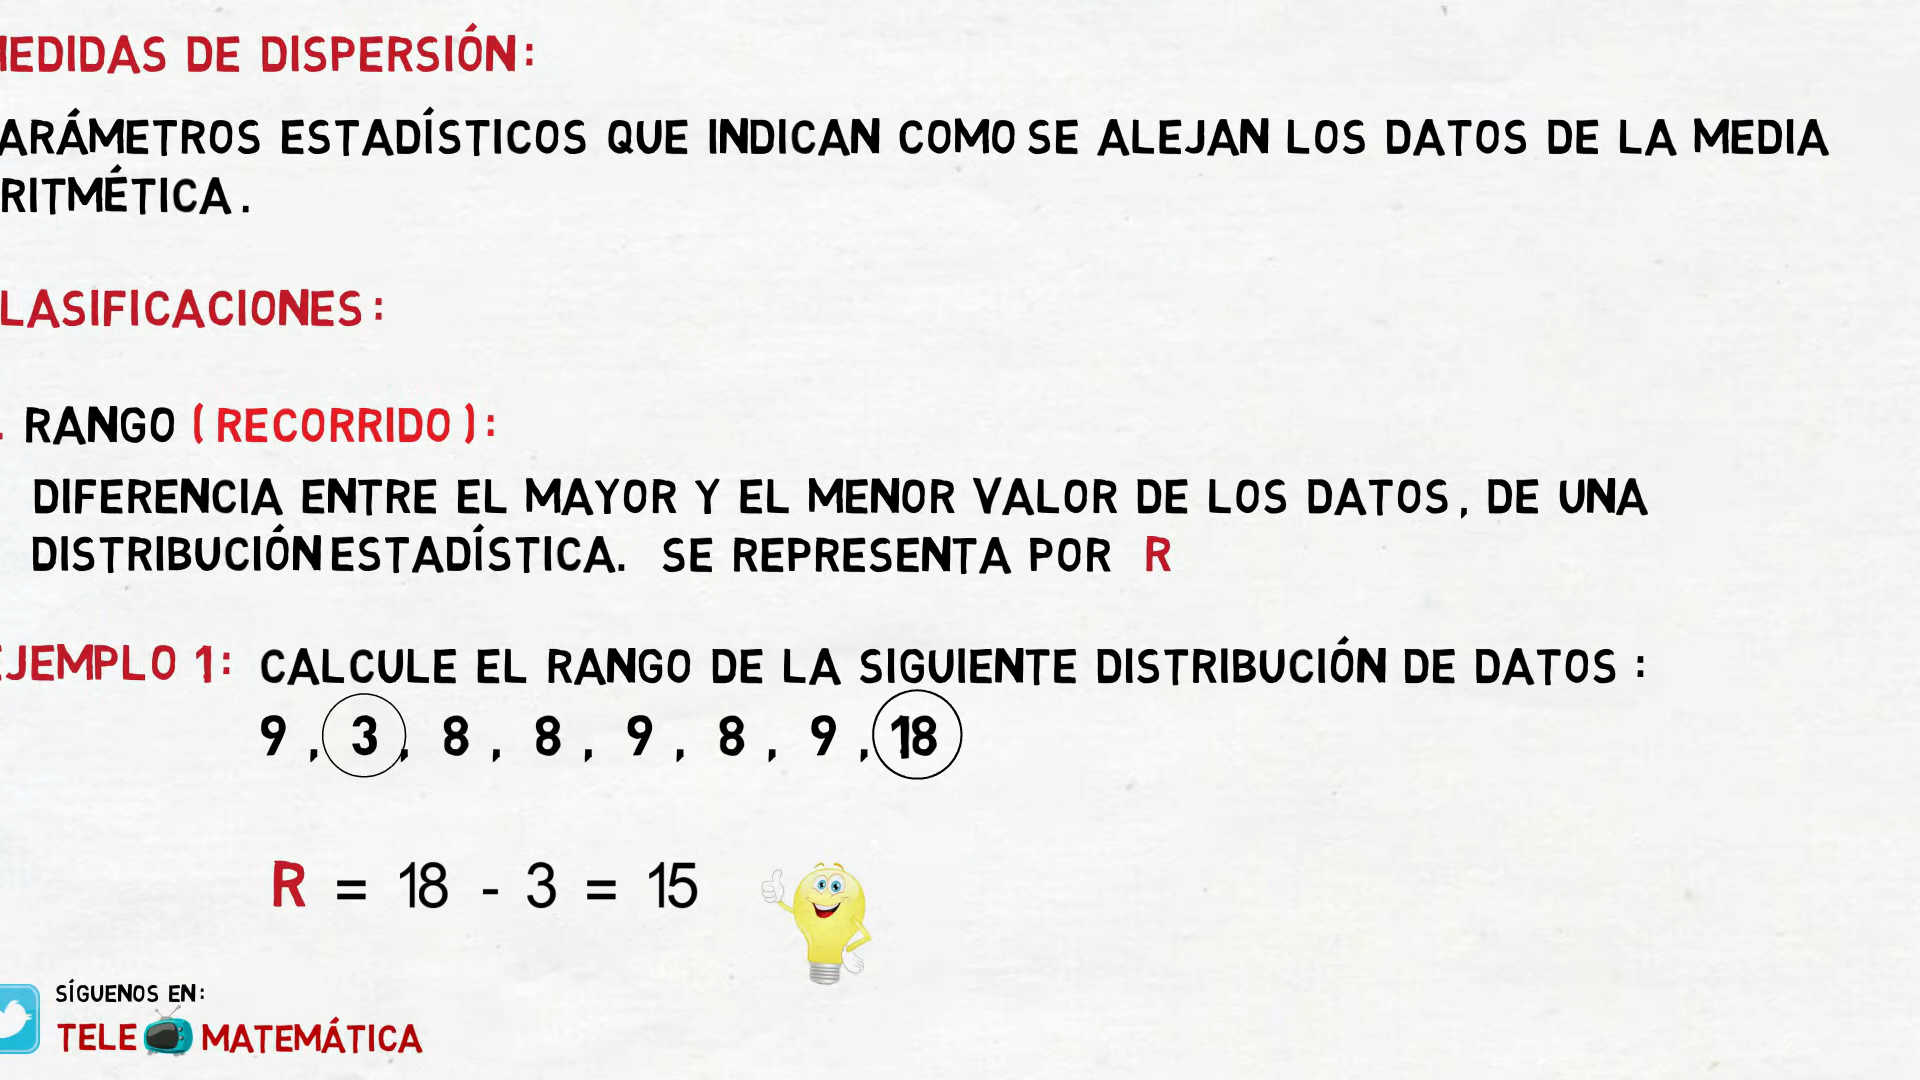 MEDIDAS DE DISPERSIÓN:
ARÁMETROS ESTADÍSTICOS QUE INDICAN COMO SE ALEJAN LOS DATOS DE LA MEDIA
RITMÉTICA.
LASIFICACIONES:
. RANGO (RECORRIDO):
DIFERENCIA ENTRE EL MAYOR Y EL MENOR VALOR DE LOS DATOS, DE UNA
DISTRIBUCIÓN ESTADÍSTICA. SE REPRESENTA POR R
EJEMPLO 1: CALCULE EL RANGO DE LA SIGUIENTE DISTRIBUCIÓN DE DATOS :
9 , 3 , 8 , 8 , 9 , 8 , 9 , 18
R = 18 - 3 = 15
SÍGUENOS EN:
TELE MATEMÁTICA